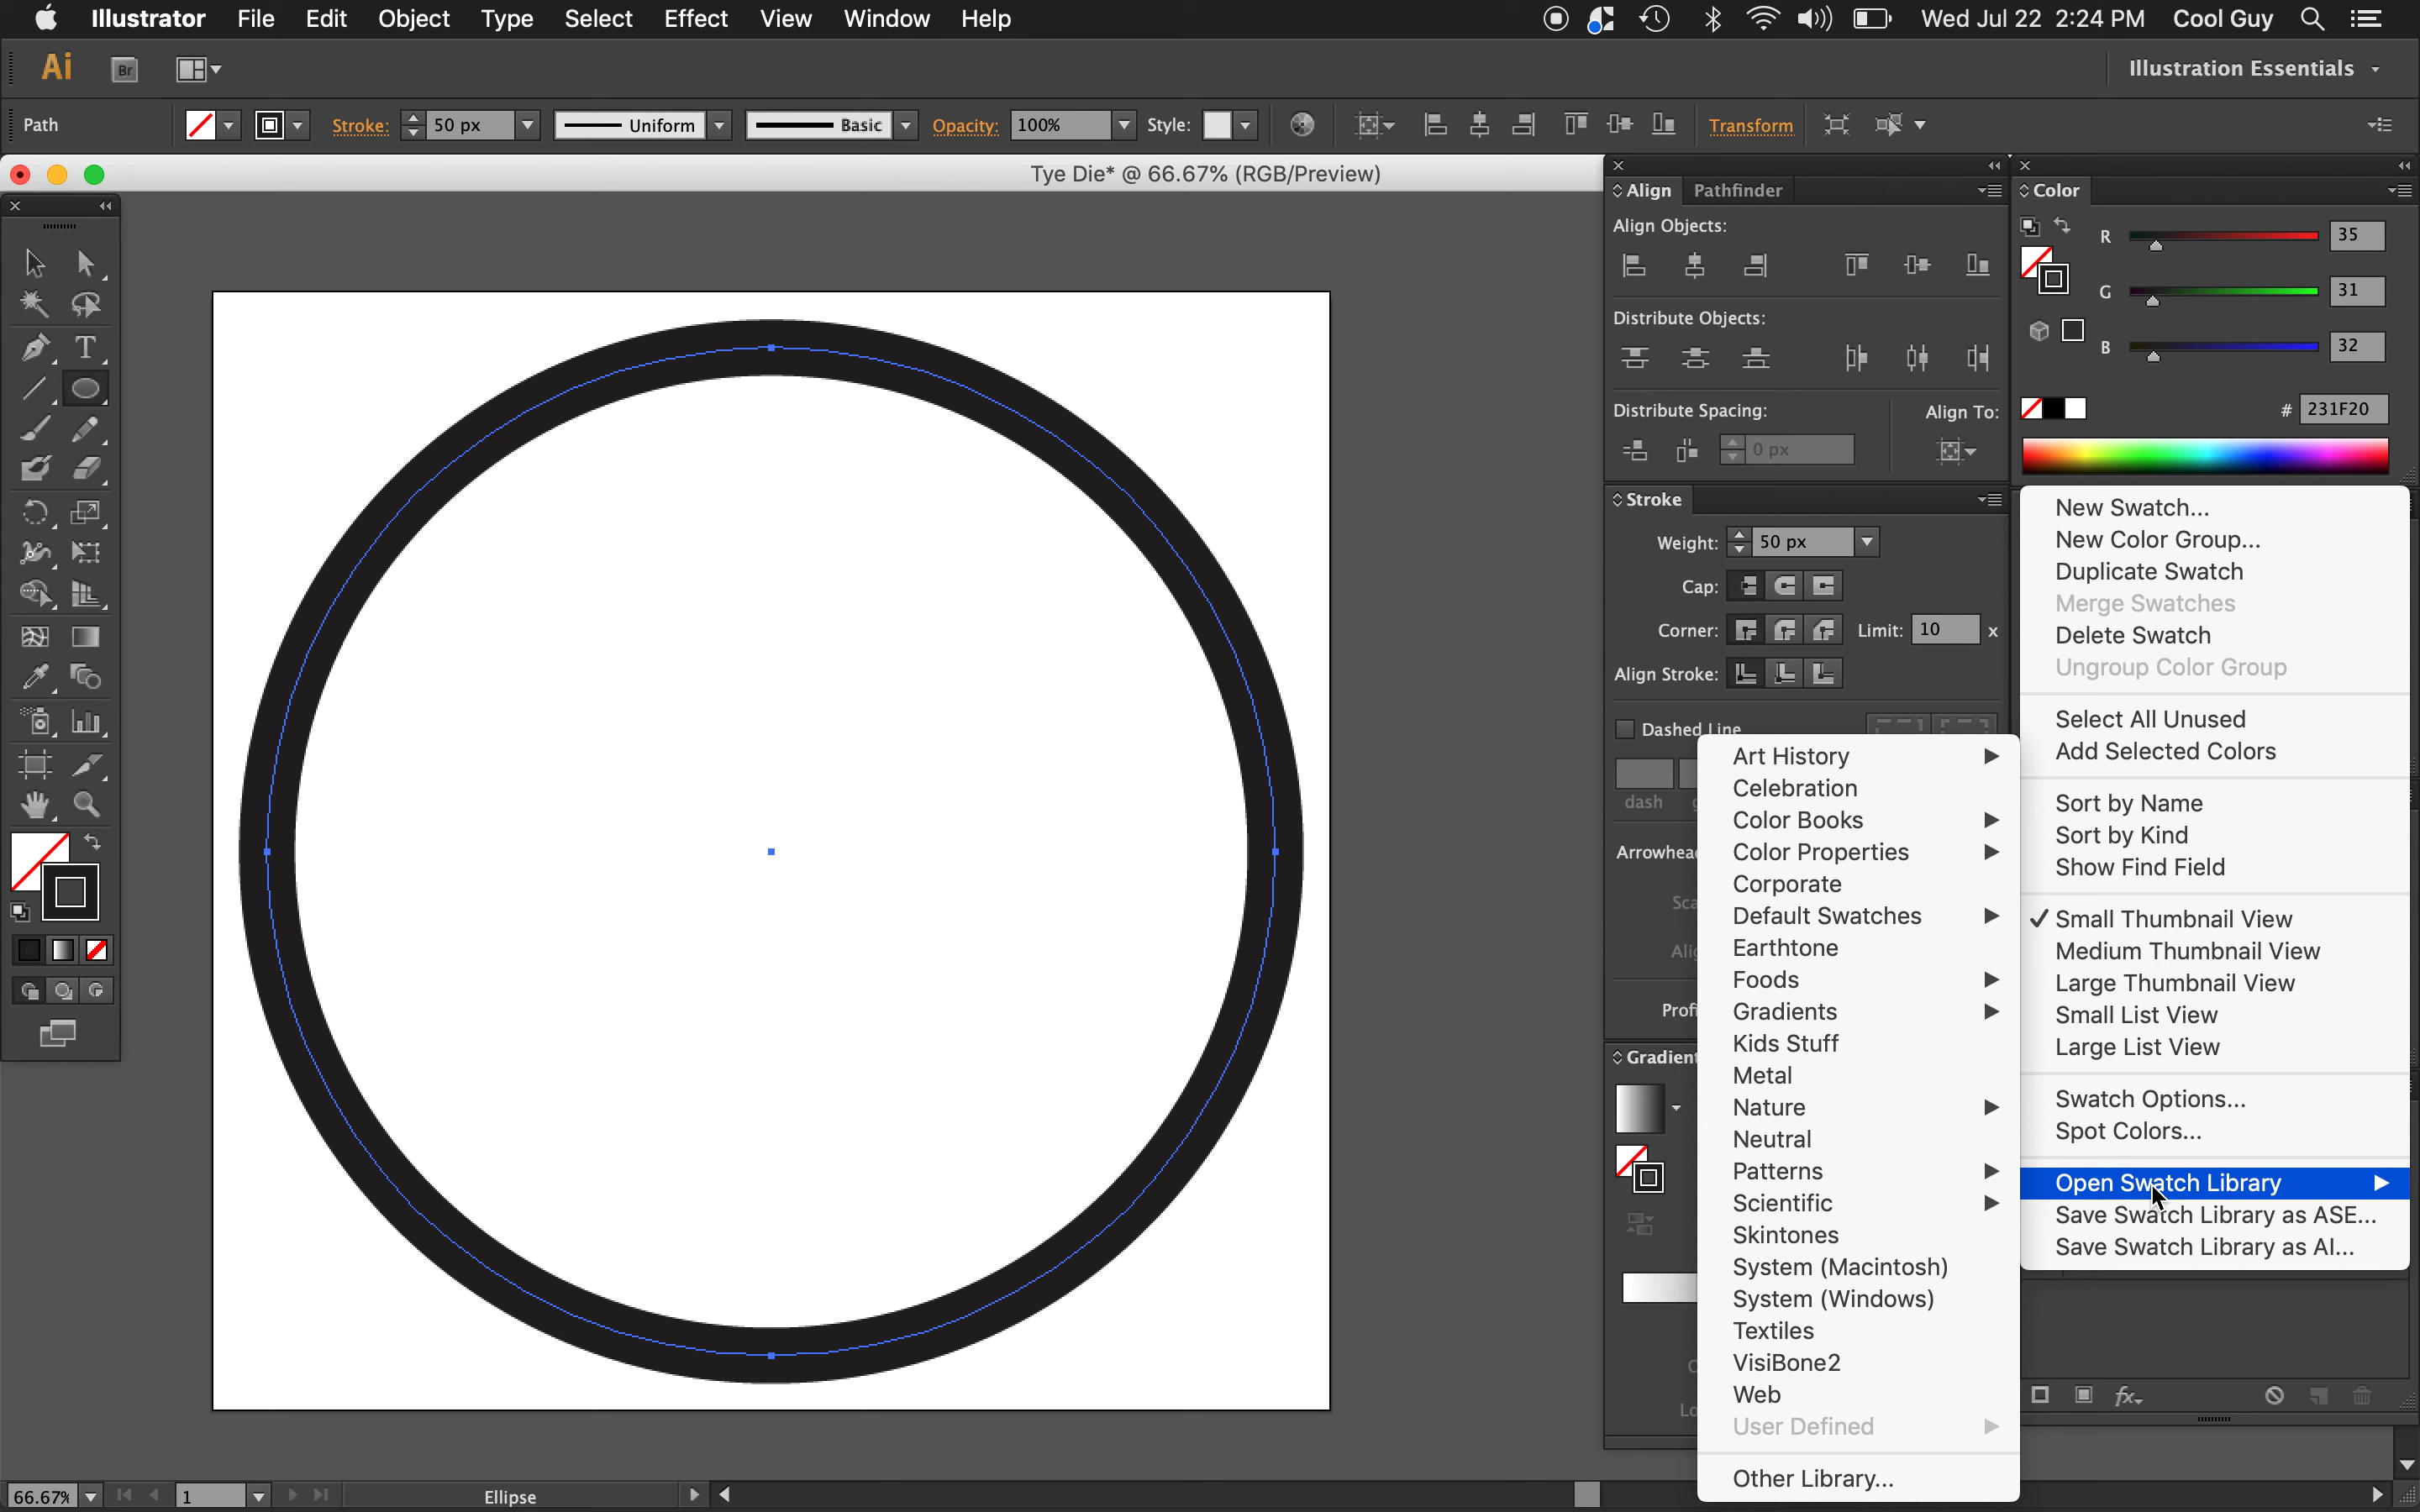 Illustrator File Edit Object Type Select Effect View Window Help Wed Jul 22 2:24 PM Cool Guy
Ai Br Illustration Essentials
Path Stroke: 50 px Uniform Basic Opacity: 100% Style: Transform
Tye Die* @ 66.67% (RGB/Preview)
Align Pathfinder
Align Objects:
Distribute Objects:
Distribute Spacing: Align To:
0 px
Color
R 35
G 31
B 32
# 231F20
Stroke
Weight: 50 px
Cap:
Corner: Limit: 10 x
Align Stroke:
Dashed Line
dash
Arrowhea
Sca
Alig
Profi
Gradient
New Swatch...
New Color Group...
Duplicate Swatch
Merge Swatches
Delete Swatch
Ungroup Color Group
Select All Unused
Add Selected Colors
Sort by Name
Sort by Kind
Show Find Field
Small Thumbnail View
Medium Thumbnail View
Large Thumbnail View
Small List View
Large List View
Swatch Options...
Spot Colors...
Open Swatch Library
Save Swatch Library as ASE...
Save Swatch Library as AI...
Art History
Celebration
Color Books
Color Properties
Corporate
Default Swatches
Earthtone
Foods
Gradients
Kids Stuff
Metal
Nature
Neutral
Patterns
Scientific
Skintones
System (Macintosh)
System (Windows)
Textiles
VisiBone2
Web
User Defined
Other Library...
fx
66.67% 1 Ellipse